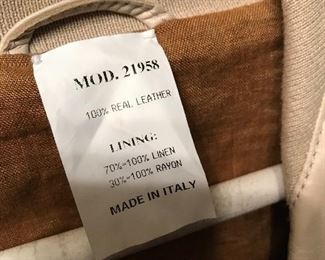 MOD. 21958
100% REAL LEATHER
LINING:
70%=100% LINEN
30%=100% RAYON
MADE IN ITALY